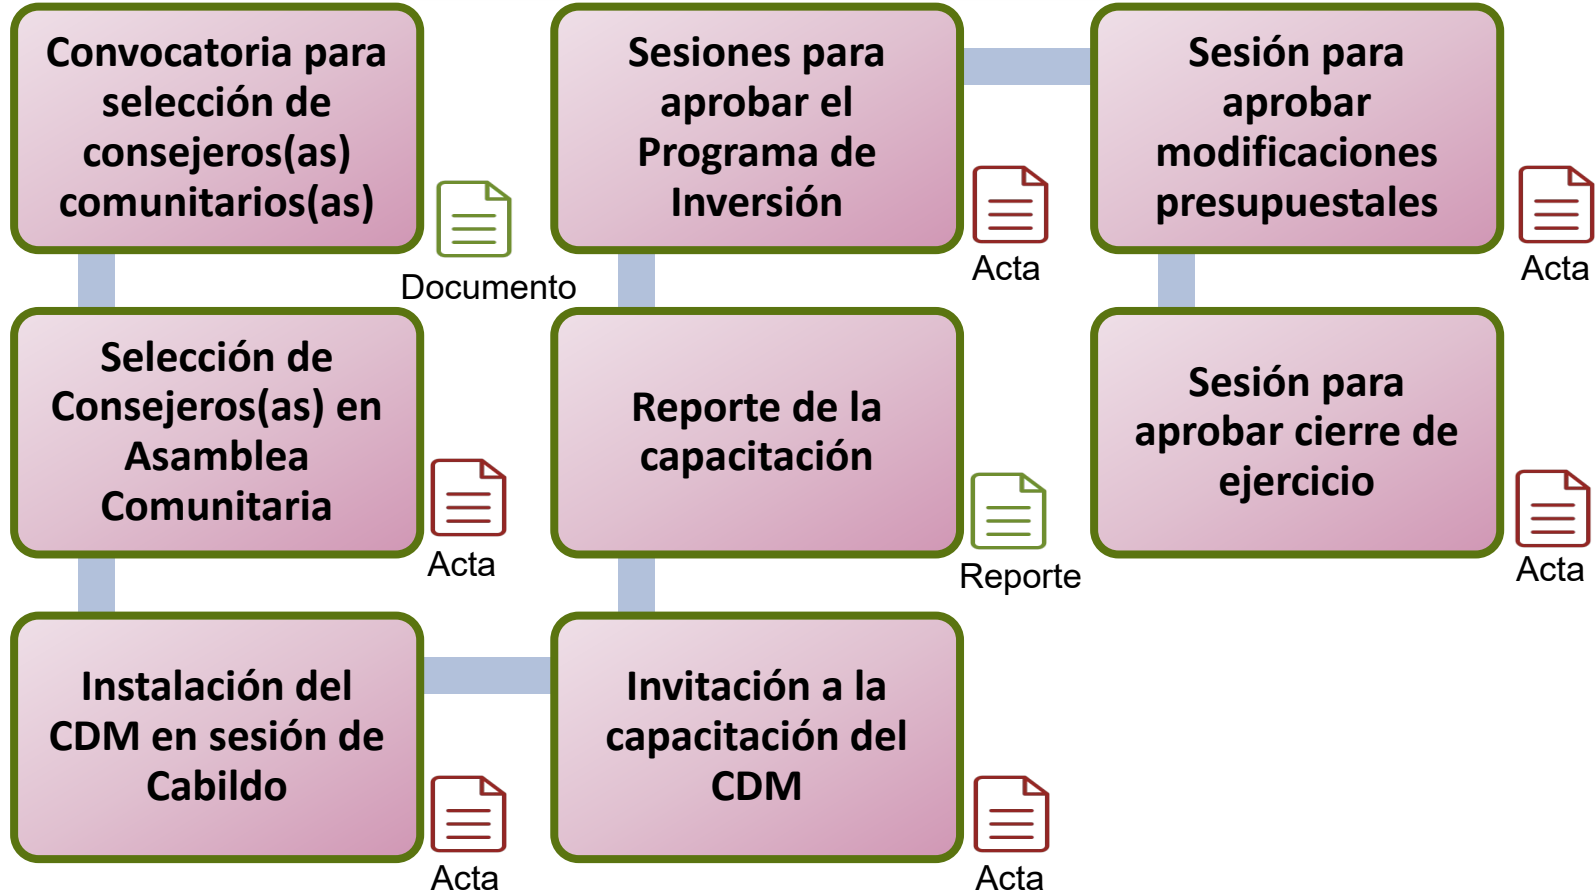 Convocatoria para
selección de
consejeros(as)
comunitarios(as)
Documento
Selección de
Consejeros(as) en
Asamblea
Comunitaria
Acta
Instalación del
CDM en sesión de
Cabildo
Acta
Invitación a la
capacitación del
CDM
Acta
Reporte de la
capacitación
Reporte
Sesiones para
aprobar el
Programa de
Inversión
Acta
Sesión para
aprobar
modificaciones
presupuestales
Acta
Sesión para
aprobar cierre de
ejercicio
Acta